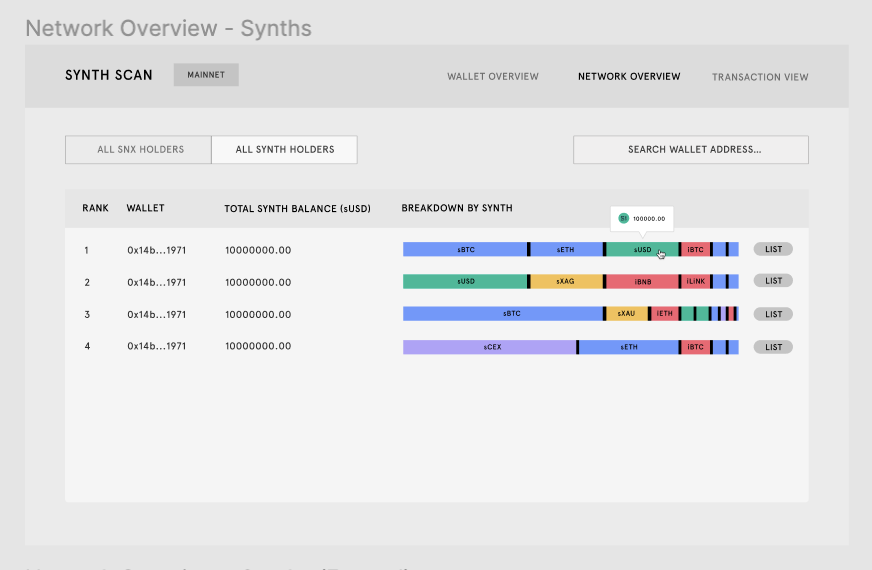 Network Overview - Synths
SYNTH SCAN MAINNET WALLET OVERVIEW NETWORK OVERVIEW TRANSACTION VIEW
ALL SNX HOLDERS ALL SYNTH HOLDERS SEARCH WALLET ADDRESS...
RANK WALLET TOTAL SYNTH BALANCE (sUSD) BREAKDOWN BY SYNTH
100000.00
1 0x14b...1971 10000000.00 sBTC sETH sUSD iBTC LIST
2 0x14b...1971 10000000.00 sUSD sXAG iBNB iLINK LIST
3 0x14b...1971 10000000.00 sBTC sXAU iETH LIST
4 0x14b...1971 10000000.00 sCEX sETH iBTC LIST